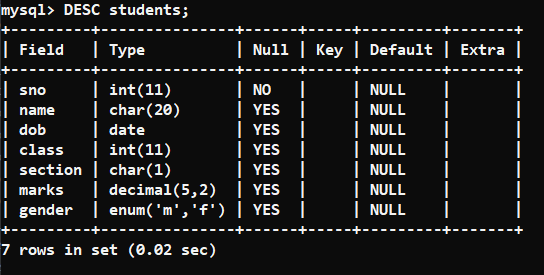 mysql> DESC students;
+---------+---------------+------+-----+---------+-------+
| Field   | Type          | Null | Key | Default | Extra |
+---------+---------------+------+-----+---------+-------+
| sno     | int(11)       | NO   |     | NULL    |       |
| name    | char(20)      | YES  |     | NULL    |       |
| dob     | date          | YES  |     | NULL    |       |
| class   | int(11)       | YES  |     | NULL    |       |
| section | char(1)       | YES  |     | NULL    |       |
| marks   | decimal(5,2)  | YES  |     | NULL    |       |
| gender  | enum('m','f') | YES  |     | NULL    |       |
+---------+---------------+------+-----+---------+-------+
7 rows in set (0.02 sec)